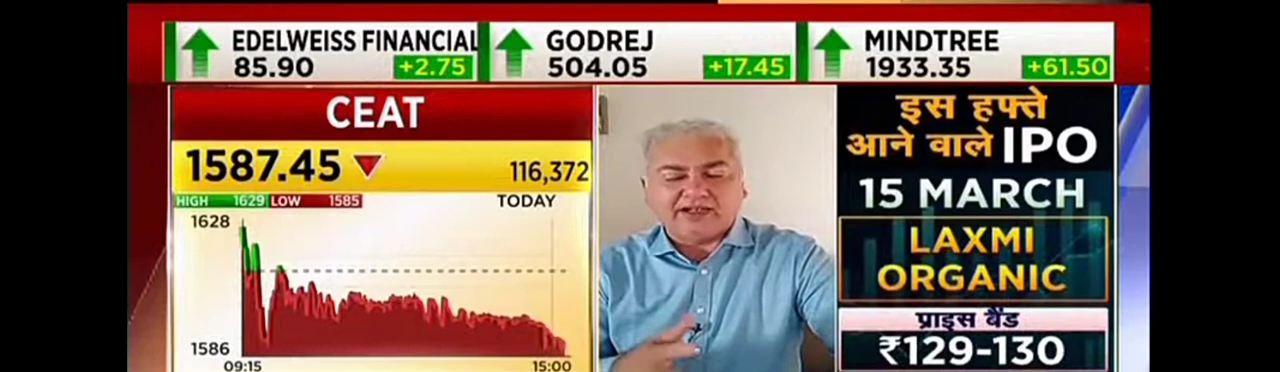 EDELWEISS FINANCIAL
85.90 +2.75
GODREJ
504.05 +17.45
MINDTREE
1933.35 +61.50
CEAT
1587.45 116,372
HIGH 1629 LOW 1585 TODAY
1628
1586
09:15 15:00
इस हफ्ते
आने वाले IPO
15 MARCH
LAXMI
ORGANIC
प्राइस बैंड
₹129-130